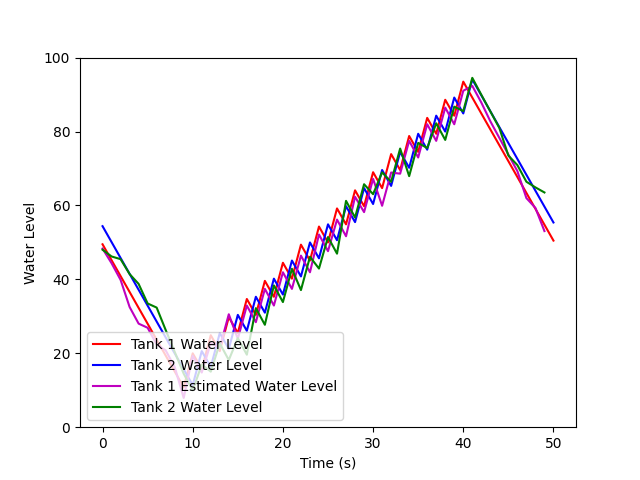 100
80
60
40
20
0
Water Level
Tank 1 Water Level
Tank 2 Water Level
Tank 1 Estimated Water Level
Tank 2 Water Level
0 10 20 30 40 50
Time (s)